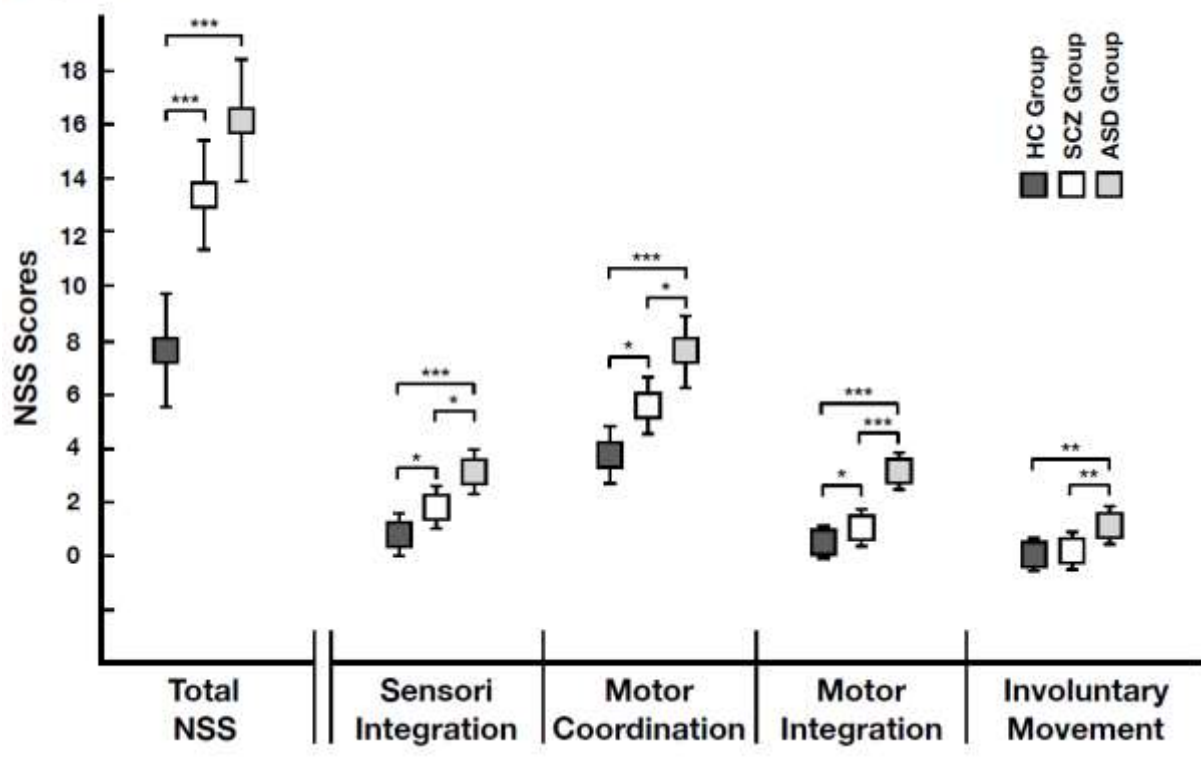 ***
***
18
16
14
12
10
8
6
4
2
0
NSS Scores
HC Group
SCZ Group
ASD Group
***
*
*
***
*
*
***
***
*
**
**
Total
NSS
Sensori
Integration
Motor
Coordination
Motor
Integration
Involuntary
Movement